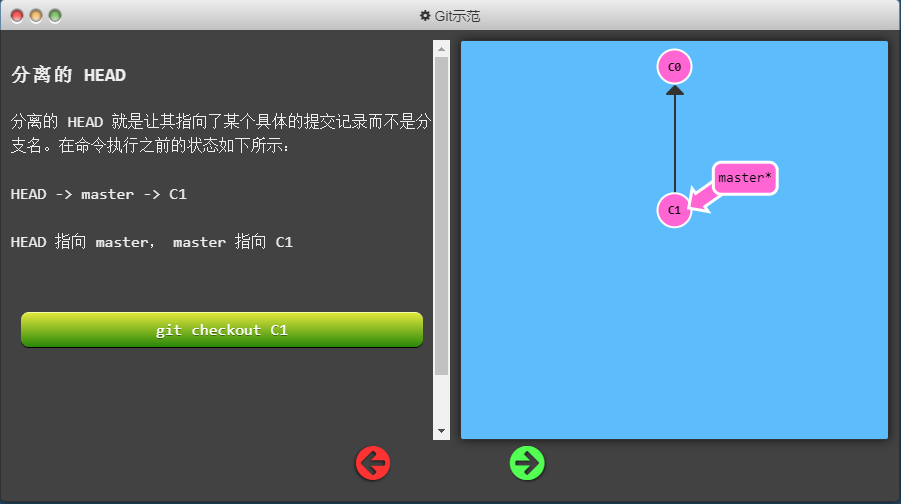 Git示范
分离的 HEAD
分离的 HEAD 就是让其指向了某个具体的提交记录而不是分
支名。在命令执行之前的状态如下所示：
HEAD -> master -> C1
HEAD 指向 master， master 指向 C1
git checkout C1
C0
master*
C1